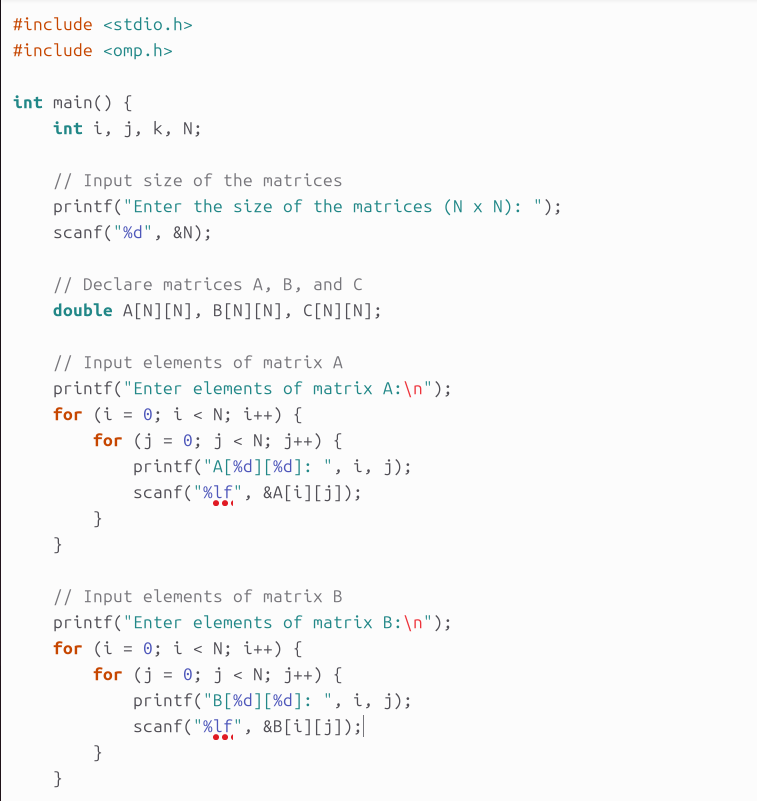 #include <stdio.h>
#include <omp.h>

int main() {
    int i, j, k, N;

    // Input size of the matrices
    printf("Enter the size of the matrices (N x N): ");
    scanf("%d", &N);

    // Declare matrices A, B, and C
    double A[N][N], B[N][N], C[N][N];

    // Input elements of matrix A
    printf("Enter elements of matrix A:\n");
    for (i = 0; i < N; i++) {
        for (j = 0; j < N; j++) {
            printf("A[%d][%d]: ", i, j);
            scanf("%lf", &A[i][j]);
        }
    }

    // Input elements of matrix B
    printf("Enter elements of matrix B:\n");
    for (i = 0; i < N; i++) {
        for (j = 0; j < N; j++) {
            printf("B[%d][%d]: ", i, j);
            scanf("%lf", &B[i][j]);
        }
    }